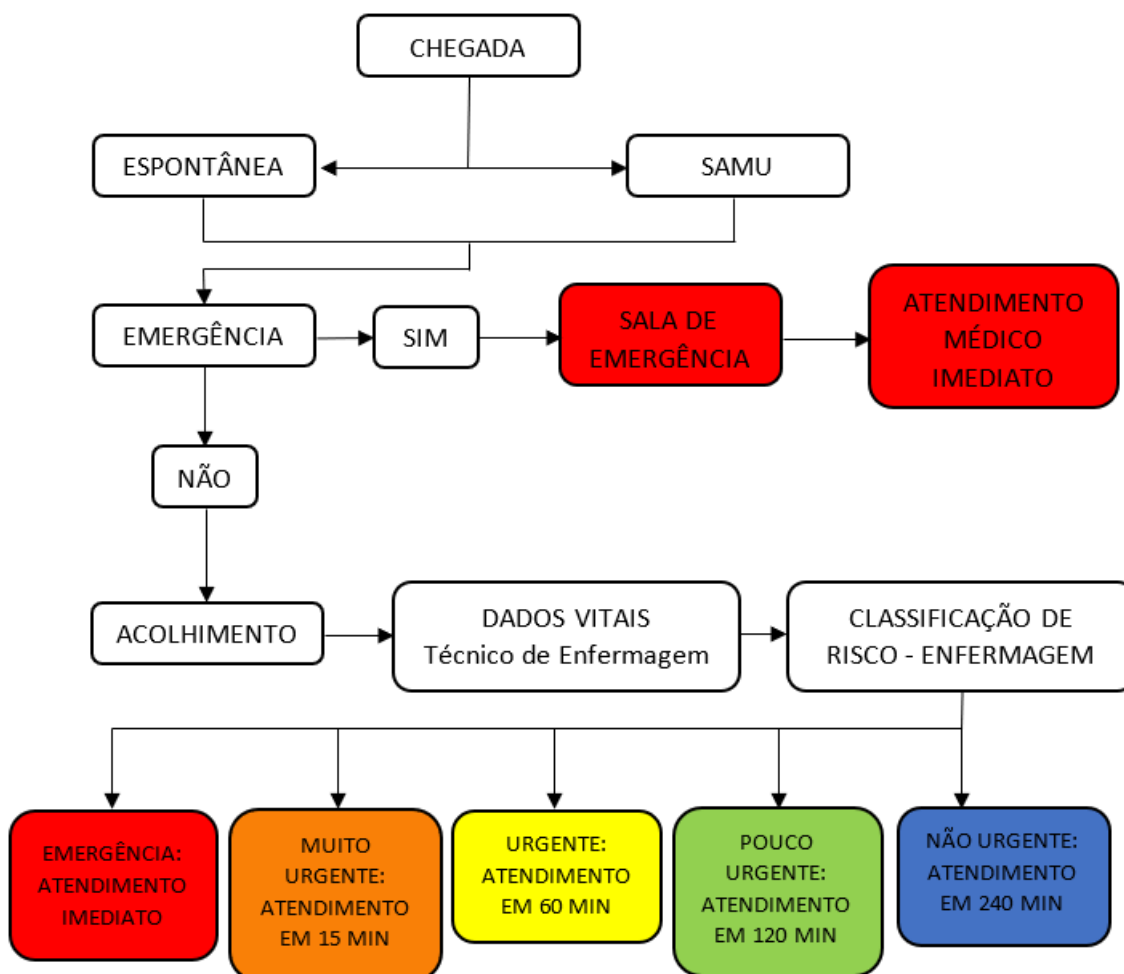 CHEGADA
ESPONTÂNEA
SAMU
EMERGÊNCIA
SIM
SALA DE
EMERGÊNCIA
ATENDIMENTO
MÉDICO
IMEDIATO
NÃO
ACOLHIMENTO
DADOS VITAIS
Técnico de Enfermagem
CLASSIFICAÇÃO DE
RISCO - ENFERMAGEM
EMERGÊNCIA:
ATENDIMENTO
IMEDIATO
MUITO
URGENTE:
ATENDIMENTO
EM 15 MIN
URGENTE:
ATENDIMENTO
EM 60 MIN
POUCO
URGENTE:
ATENDIMENTO
EM 120 MIN
NÃO URGENTE:
ATENDIMENTO
EM 240 MIN